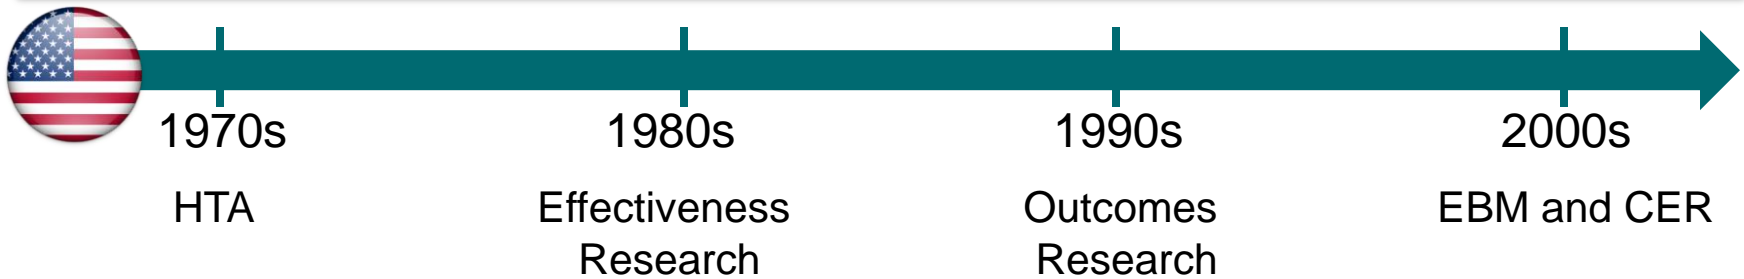 1970s
1980s
1990s
2000s
HTA
Effectiveness
Research
Outcomes
Research
EBM and CER